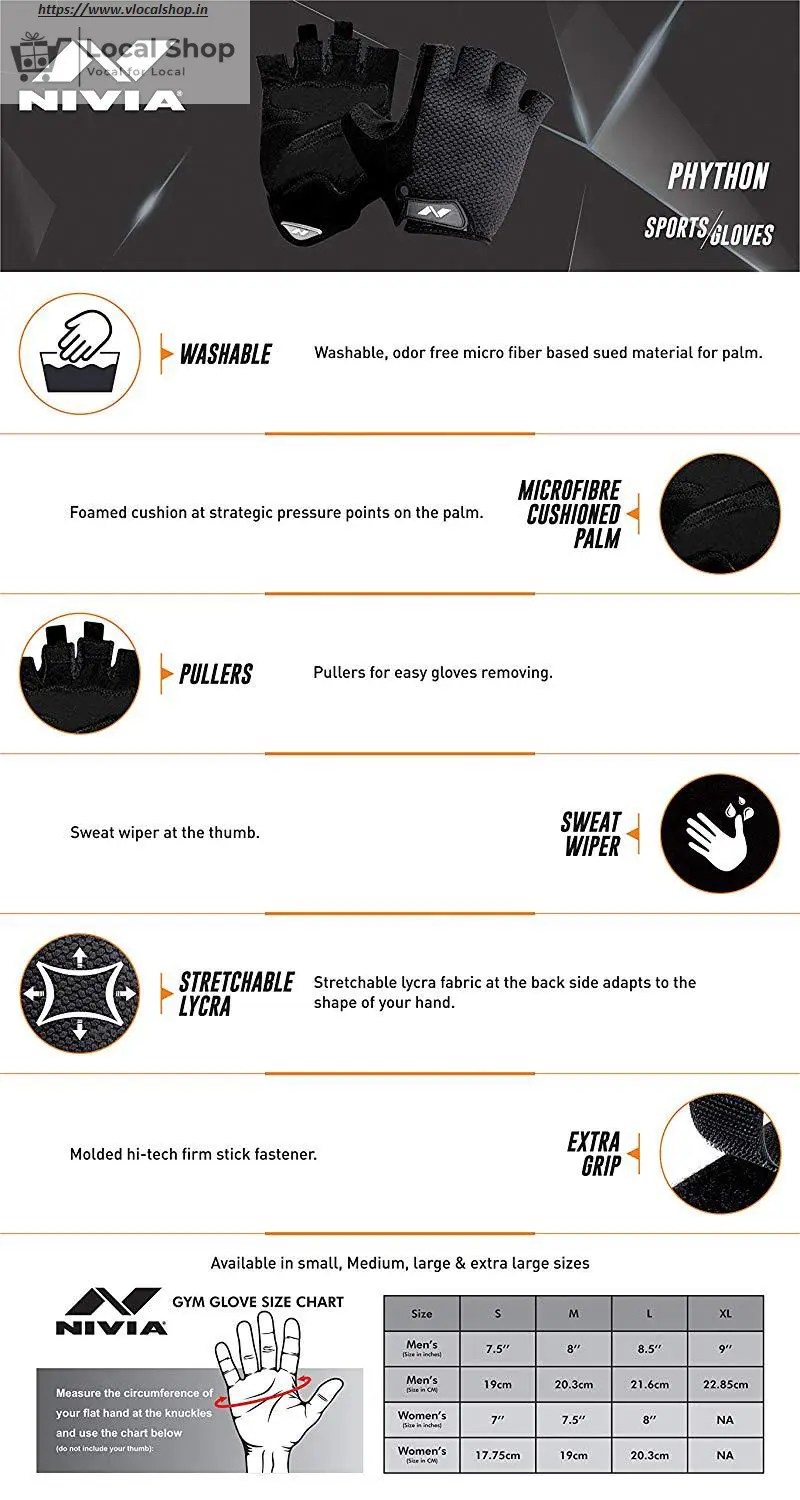 https://www.vlocalshop.in
Local Shop
Vocal for Local
NIVIA®
PHYTHON
SPORTS/GLOVES
WASHABLE
Washable, odor free micro fiber based sued material for palm.
Foamed cushion at strategic pressure points on the palm.
MICROFIBRE
CUSHIONED
PALM
PULLERS
Pullers for easy gloves removing.
Sweat wiper at the thumb.
SWEAT
WIPER
STRETCHABLE
LYCRA
Stretchable lycra fabric at the back side adapts to the
shape of your hand.
Molded hi-tech firm stick fastener.
EXTRA
GRIP
Available in small, Medium, large & extra large sizes
NIVIA®
GYM GLOVE SIZE CHART
Measure the circumference of
your flat hand at the knuckles
and use the chart below
(do not include your thumb):
Size S M L XL
Men's (Size in inches) 7.5’’ 8’’ 8.5’’ 9’’
Men's (Size in CM) 19cm 20.3cm 21.6cm 22.85cm
Women's (Size in inches) 7’’ 7.5’’ 8’’ NA
Women's (Size in CM) 17.75cm 19cm 20.3cm NA